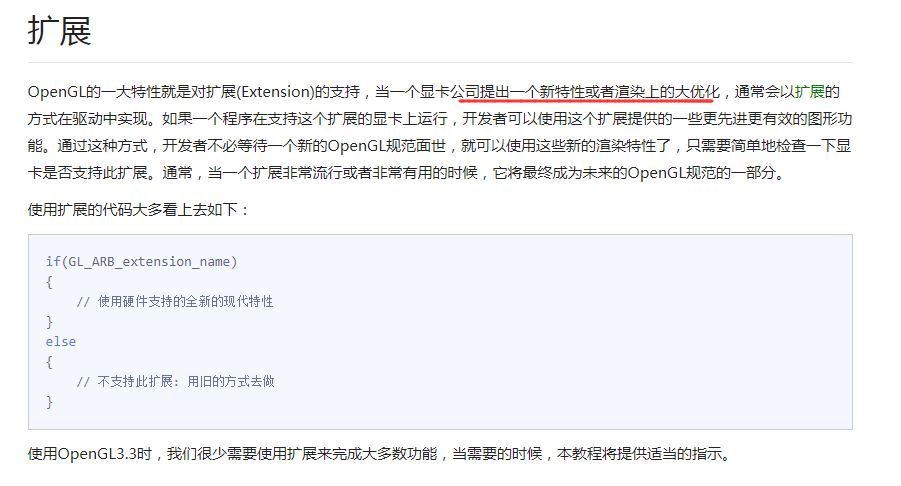 扩展
OpenGL的一大特性就是对扩展(Extension)的支持，当一个显卡公司提出一个新特性或者渲染上的大优化，通常会以扩展的
方式在驱动中实现。如果一个程序在支持这个扩展的显卡上运行，开发者可以使用这个扩展提供的一些更先进更有效的图形功
能。通过这种方式，开发者不必等待一个新的OpenGL规范面世，就可以使用这些新的渲染特性了，只需要简单地检查一下显
卡是否支持此扩展。通常，当一个扩展非常流行或者非常有用的时候，它将最终成为未来的OpenGL规范的一部分。
使用扩展的代码大多看上去如下：
if(GL_ARB_extension_name)
{
    // 使用硬件支持的全新的现代特性
}
else
{
    // 不支持此扩展: 用旧的方式去做
}
使用OpenGL3.3时，我们很少需要使用扩展来完成大多数功能，当需要的时候，本教程将提供适当的指示。